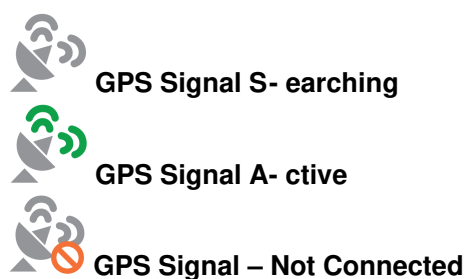 GPS Signal S- earching
GPS Signal A- ctive
GPS Signal – Not Connected